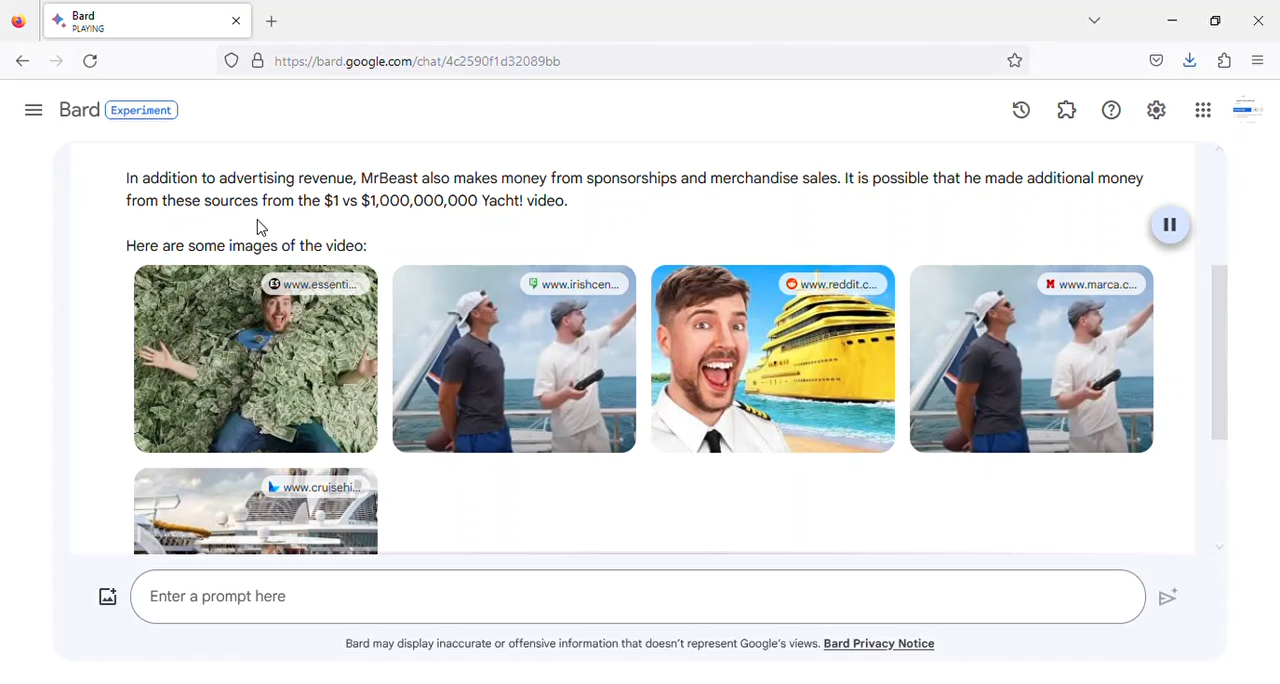 Bard
PLAYING
https://bard.google.com/chat/4c2590f1d32089bb
Bard Experiment
In addition to advertising revenue, MrBeast also makes money from sponsorships and merchandise sales. It is possible that he made additional money
from these sources from the $1 vs $1,000,000,000 Yacht! video.
Here are some images of the video:
www.essenti...
www.irishcen...
www.reddit.c...
www.marca.c...
www.cruisehi...
Enter a prompt here
Bard may display inaccurate or offensive information that doesn't represent Google's views. Bard Privacy Notice